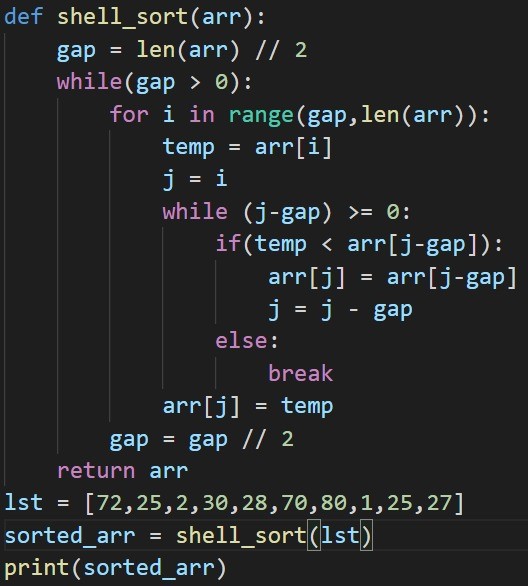 def shell_sort(arr):
    gap = len(arr) // 2
    while(gap > 0):
        for i in range(gap,len(arr)):
            temp = arr[i]
            j = i
            while (j-gap) >= 0:
                if(temp < arr[j-gap]):
                    arr[j] = arr[j-gap]
                    j = j - gap
                else:
                    break
            arr[j] = temp
        gap = gap // 2
    return arr
lst = [72,25,2,30,28,70,80,1,25,27]
sorted_arr = shell_sort(lst)
print(sorted_arr)